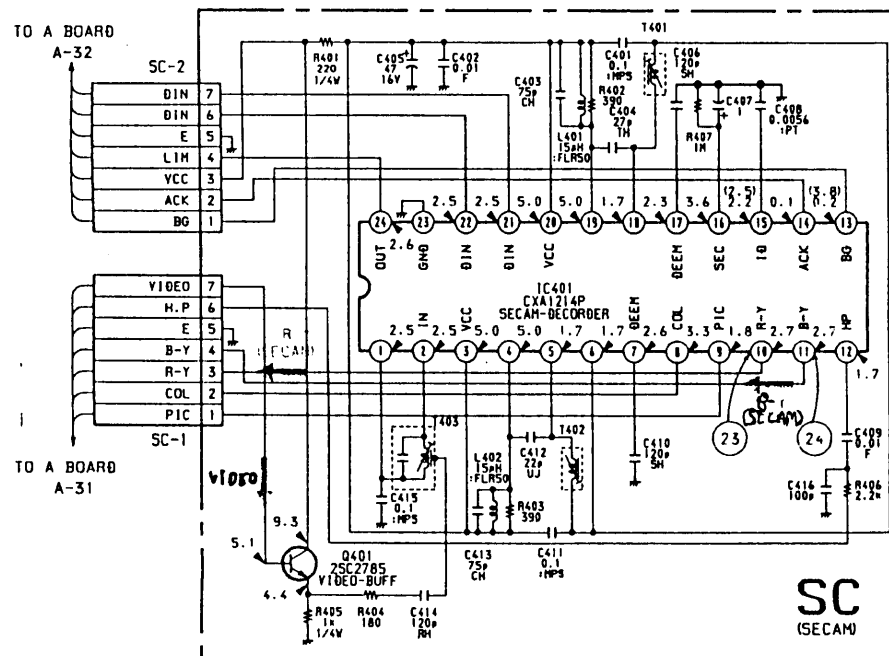 TO A BOARD
A-32
SC-2
DIN 7
DIN 6
E 5
LIM 4
VCC 3
ACK 2
BG 1
VIDEO 7
H.P 6
E 5
B-Y 4
R-Y 3
COL 2
PIC 1
SC-1
TO A BOARD
A-31
R401
220
1/4W
C405
47
16V
C402
0.01
F
C403
75p
CH
L401
15μH
:FLR50
C401
0.1
:MPS
R402
390
C404
27p
TH
T401
C406
120p
SH
R407
1M
C407
1
C408
0.0056
:PT
2.6
2.5
2.5
5.0
5.0
1.7
2.3
3.6
(2.5)
2.2
0.1
(3.8)
0.2
24 23 22 21 20 19 18 17 16 15 14 13
OUT GND DIN DIN VCC DEEM SEC ID ACK BG
IC401
CXA1214P
SECAM-DECORDER
IN VCC DEEM COL PIC R-Y B-Y HP
2.5 2.5 5.0 5.0 1.7 1.7 2.6 3.3 1.8 2.7 2.7
1 2 3 4 5 6 7 8 9 10 11 12
1.7
R
(SECAM)
(SECAM)
23
24
VIDEO
T403
C415
0.1
:MPS
L402
15μH
:FLR50
C412
22p
UJ
T402
R403
390
C413
75p
CH
C411
0.1
:MPS
C410
120p
SH
C409
0.01
F
C416
100p
R406
2.2k
9.3
5.1
4.4
Q401
2SC2785
VIDEO-BUFF
R405
1k
1/4W
R404
180
C414
120p
RH
SC
(SECAM)